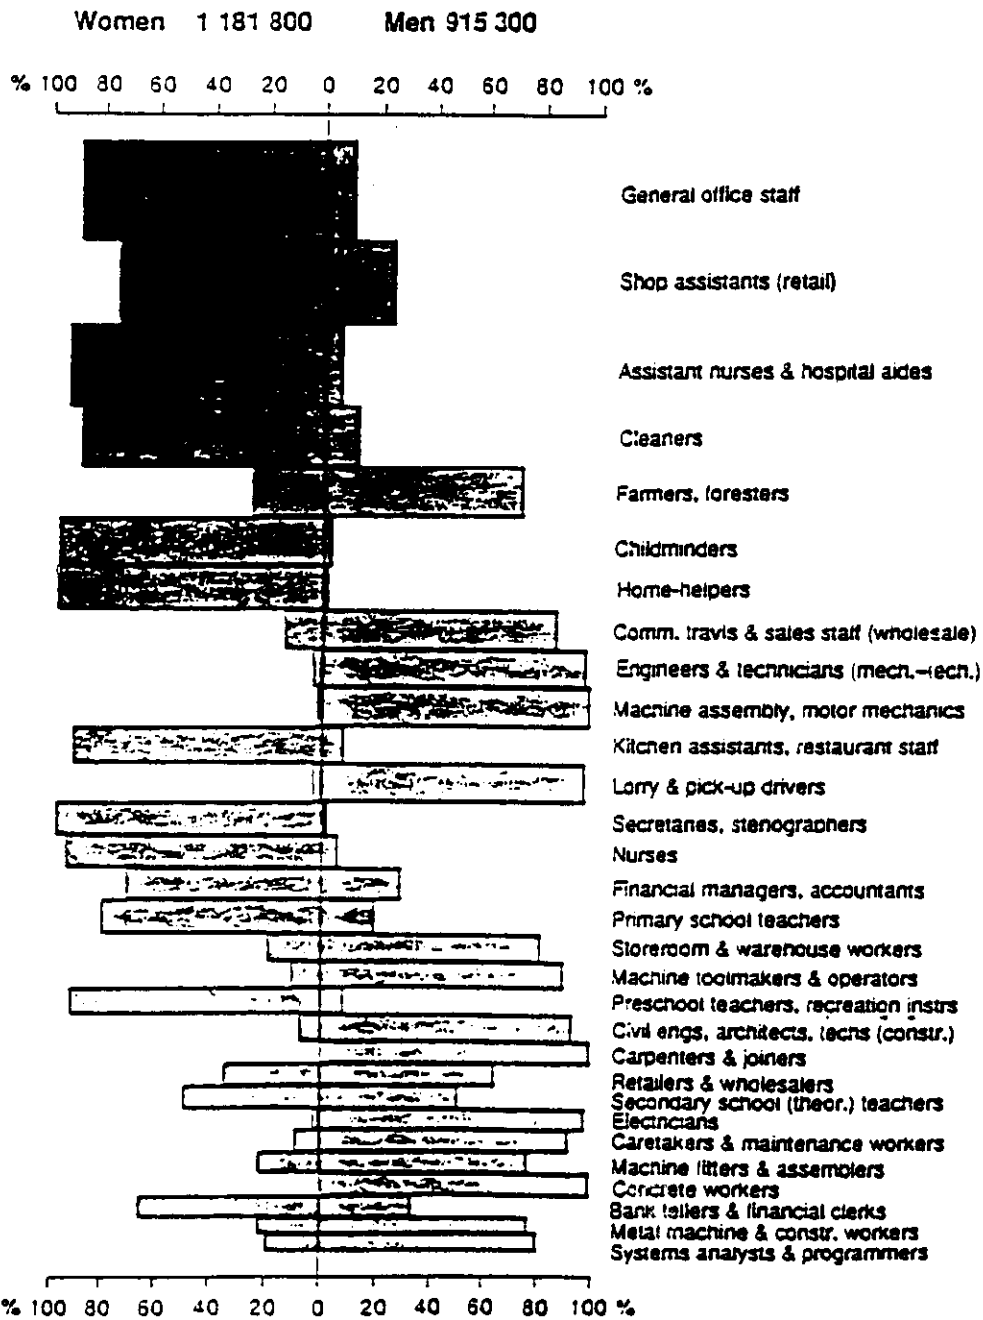 Women 1 181 800 Men 915 300
% 100 80 60 40 20 0 20 40 60 80 100 %
General office staff
Shop assistants (retail)
Assistant nurses & hospital aides
Cleaners
Farmers, foresters
Childminders
Home-helpers
Comm. travls & sales staff (wholesale)
Engineers & technicians (mech.-tech.)
Machine assembly, motor mechanics
Kitchen assistants, restaurant staff
Lorry & pick-up drivers
Secretaries, stenographers
Nurses
Financial managers, accountants
Primary school teachers
Storeroom & warehouse workers
Machine toolmakers & operators
Preschool teachers, recreation instrs
Civil engs, architects, techs (constr.)
Carpenters & joiners
Retailers & wholesalers
Secondary school (theor.) teachers
Electricians
Caretakers & maintenance workers
Machine fitters & assemblers
Concrete workers
Bank tellers & financial clerks
Metal machine & constr. workers
Systems analysts & programmers
% 100 80 60 40 20 0 20 40 60 80 100 %